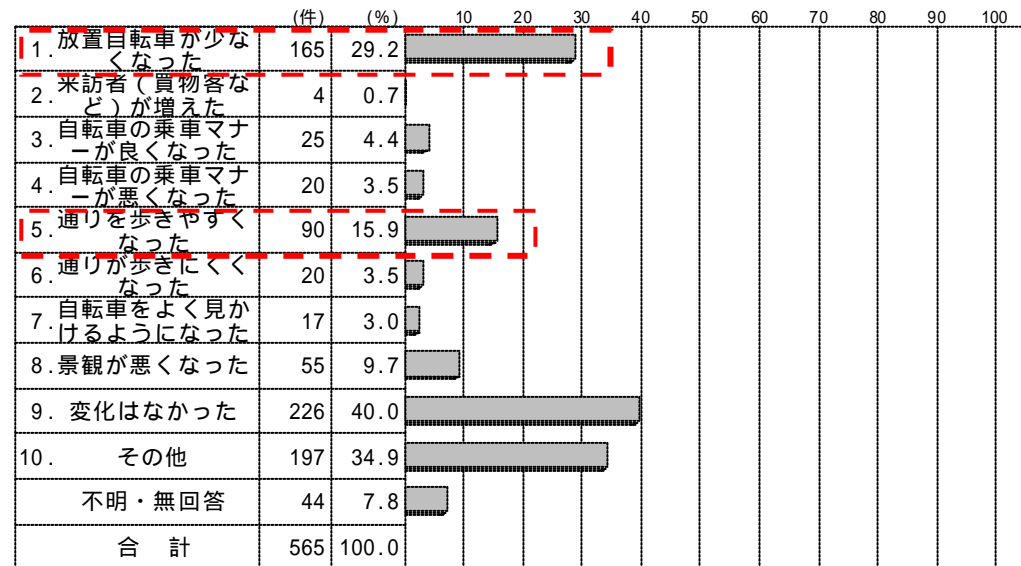 (件) (%) 10 20 30 40 50 60 70 80 90 100
1. 放置自転車が少な 165 29.2
くなった
2. 来訪者(買物客な 4 0.7
ど)が増えた
3. 自転車の乗車マナ 25 4.4
ーが良くなった
4. 自転車の乗車マナ 20 3.5
ーが悪くなった
5. 通りを歩きやすく 90 15.9
なった
6. 通りが歩きにくく 20 3.5
なった
7. 自転車をよく見か 17 3.0
けるようになった
8. 景観が悪くなった 55 9.7
9. 変化はなかった 226 40.0
10. その他 197 34.9
不明・無回答 44 7.8
合 計 565 100.0